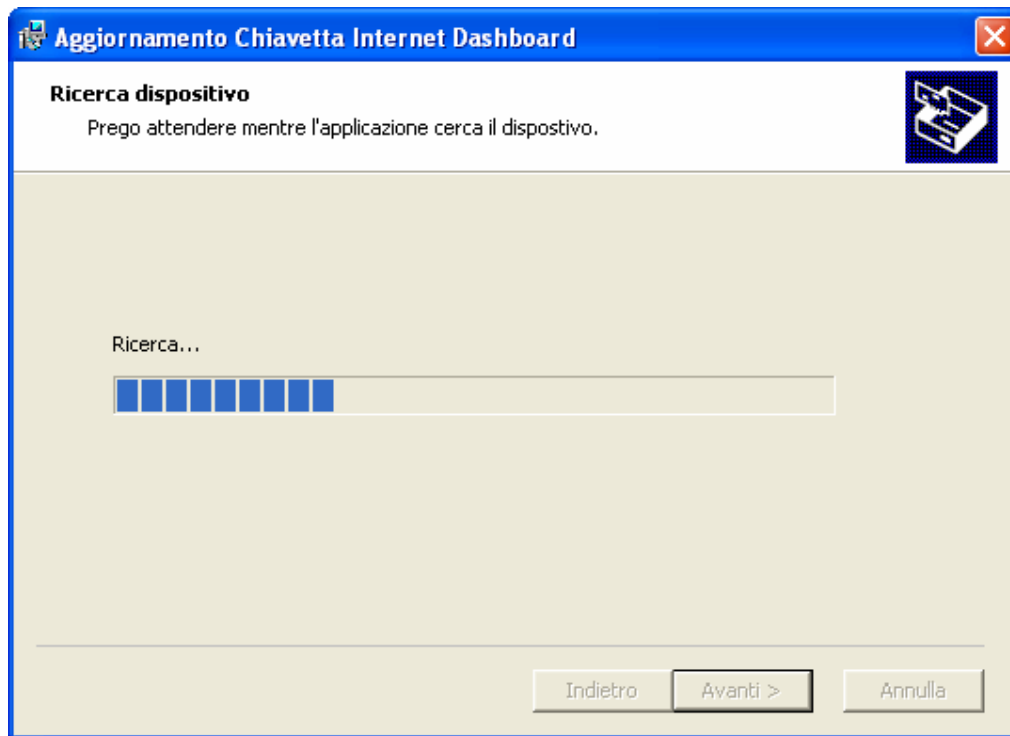 Aggiornamento Chiavetta Internet Dashboard
Ricerca dispositivo
Prego attendere mentre l'applicazione cerca il dispostivo.
Ricerca...
Indietro
Avanti >
Annulla